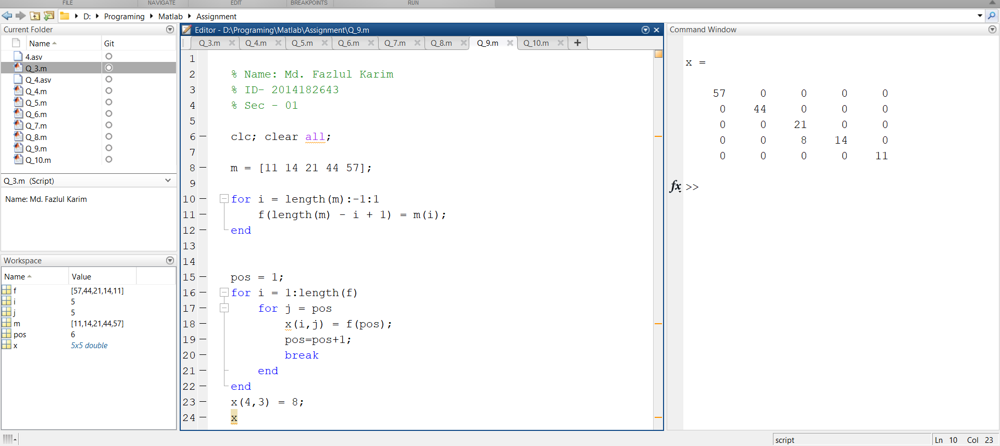 FILE NAVIGATE EDIT BREAKPOINTS RUN
D: Programing Matlab Assignment
Current Folder
Name Git
4.asv
Q_3.m
Q_4.asv
Q_4.m
Q_5.m
Q_6.m
Q_7.m
Q_8.m
Q_9.m
Q_10.m
Q_3.m (Script)
Name: Md. Fazlul Karim
Workspace
Name Value
f [57,44,21,14,11]
i 5
j 5
m [11,14,21,44,57]
pos 6
x 5x5 double
Editor - D:\Programing\Matlab\Assignment\Q_9.m
Q_3.m Q_4.m Q_5.m Q_6.m Q_7.m Q_8.m Q_9.m Q_10.m +
1
2 % Name: Md. Fazlul Karim
3 % ID- 2014182643
4 % Sec - 01
5
6 clc; clear all;
7
8 m = [11 14 21 44 57];
9
10 for i = length(m):-1:1
11 f(length(m) - i + 1) = m(i);
12 end
13
14
15 pos = 1;
16 for i = 1:length(f)
17 for j = pos
18 x(i,j) = f(pos);
19 pos=pos+1;
20 break
21 end
22 end
23 x(4,3) = 8;
24 x
Command Window
x =
57 0 0 0 0
0 44 0 0 0
0 0 21 0 0
0 0 8 14 0
0 0 0 0 11
fx >>
script Ln 10 Col 23